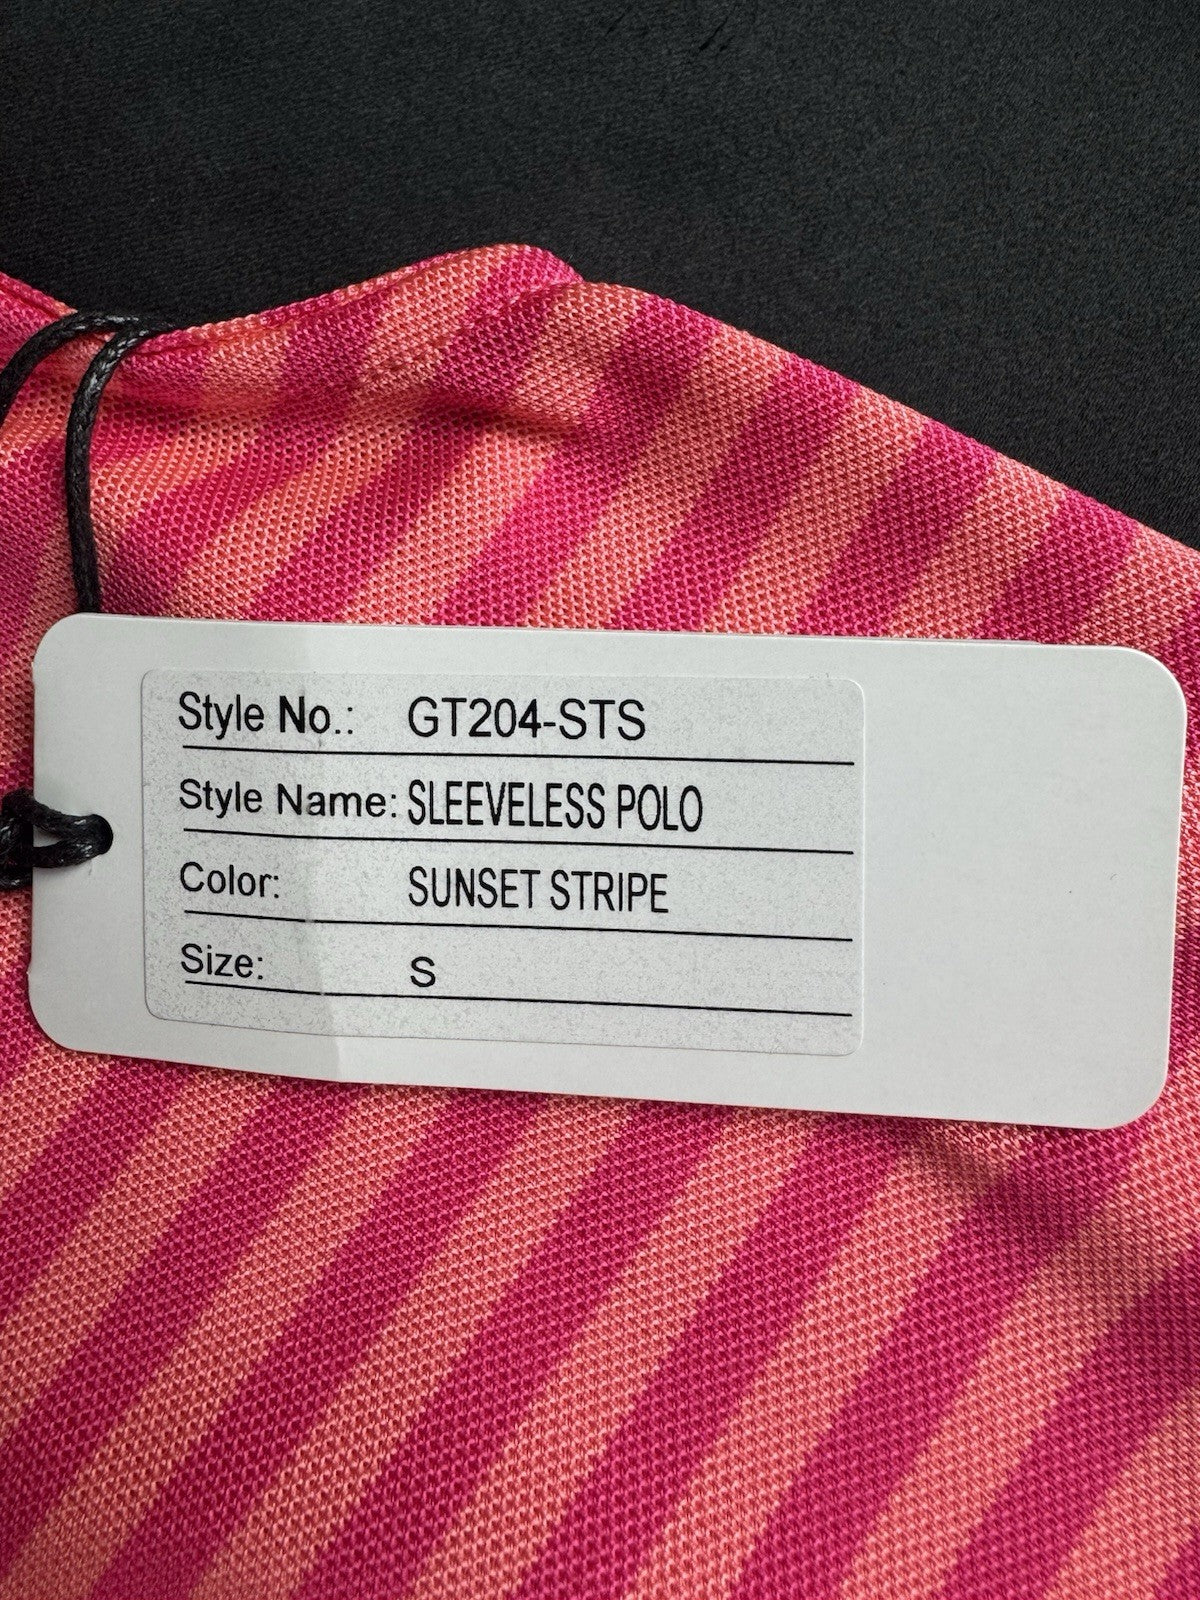 Style No.: GT204-STS
Style Name: SLEEVELESS POLO
Color: SUNSET STRIPE
Size: S